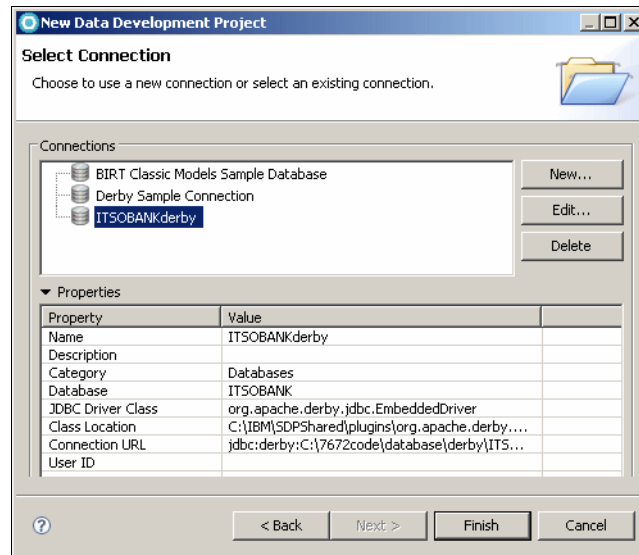 New Data Development Project
Select Connection
Choose to use a new connection or select an existing connection.
Connections
BIRT Classic Models Sample Database
Derby Sample Connection
ITSOBANKderby
New...
Edit...
Delete
Properties
Property Value
Name ITSOBANKderby
Description
Category Databases
Database ITSOBANK
JDBC Driver Class org.apache.derby.jdbc.EmbeddedDriver
Class Location C:\IBM\SDPShared\plugins\org.apache.derby....
Connection URL jdbc:derby:C:\7672code\database\derby\ITS...
User ID
? < Back Next > Finish Cancel